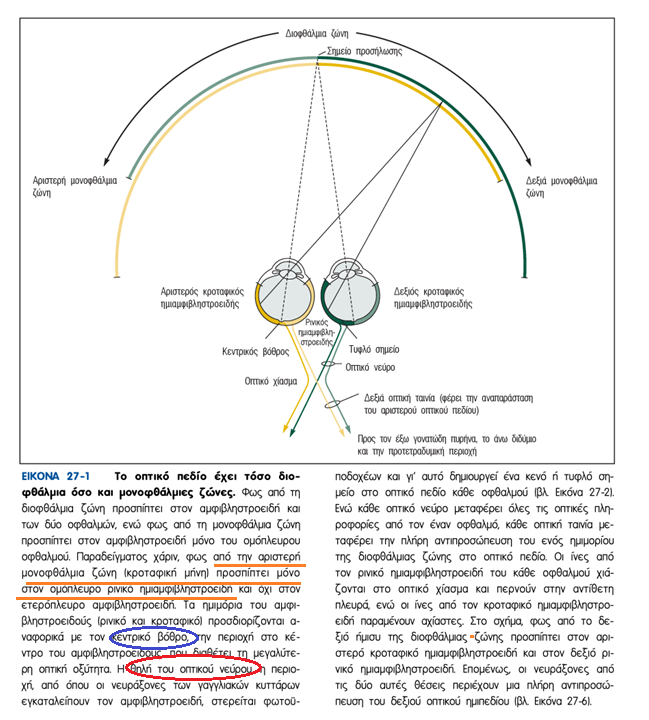 Διοφθάλμια ζώνη
Σημείο προσήλωσης
Αριστερή μονοφθάλμια
ζώνη
Δεξιά μονοφθάλμια
ζώνη
Αριστερός κροταφικός
ημιαμφιβληστροειδής
Δεξιός κροταφικός
ημιαμφιβληστροειδής
Ρινικός
ημιαμφιβλη-
στροειδής
Κεντρικός βόθρος
Τυφλό σημείο
Οπτικό νεύρο
Οπτικό χίασμα
Δεξιά οπτική ταινία (φέρει την αναπαράσταση
του αριστερού οπτικού πεδίου)
Προς τον έξω γονατώδη πυρήνα, το άνω διδύμιο
και την προτετραδυμική περιοχή
ΕΙΚΟΝΑ 27-1 Το οπτικό πεδίο έχει τόσο διο-
φθάλμια όσο και μονοφθάλμιες ζώνες. Φως από τη
διοφθάλμια ζώνη προσπίπτει στον αμφιβληστροειδή και
των δύο οφθαλμών, ενώ φως από τη μονοφθάλμια ζώνη
προσπίπτει στον αμφιβληστροειδή μόνο του ομόπλευρου
οφθαλμού. Παραδείγματος χάριν, φως από την αριστερή
μονοφθάλμια ζώνη (κροταφική μήνη) προσπίπτει μόνο
στον ομόπλευρο ρινικό ημιαμφιβληστροειδή και όχι στον
ετερόπλευρο αμφιβληστροειδή. Τα ημιμόρια του αμφι-
βληστροειδούς (ρινικό και κροταφικό) προσδιορίζονται α-
ναφορικά με τον κεντρικό βόθρο, την περιοχή στο κέ-
ντρο του αμφιβληστροειδούς που διαθέτει τη μεγαλύτε-
ρη οπτική οξύτητα. Η θηλή του οπτικού νεύρου, η περιο-
χή, από όπου οι νευράξονες των γαγγλιακών κυττάρων
εγκαταλείπουν τον αμφιβληστροειδή, στερείται φωτοϋ-
ποδοχέων και γι' αυτό δημιουργεί ένα κενό ή τυφλό ση-
μείο στο οπτικό πεδίο κάθε οφθαλμού (βλ. Εικόνα 27-2).
Ενώ κάθε οπτικό νεύρο μεταφέρει όλες τις οπτικές πλη-
ροφορίες από τον έναν οφθαλμό, κάθε οπτική ταινία με-
ταφέρει την πλήρη αντιπροσώπευση του ενός ημιμορίου
της διοφθάλμιας ζώνης στο οπτικό πεδίο. Οι ίνες από
τον ρινικό ημιαμφιβληστροειδή του κάθε οφθαλμού χιά-
ζονται στο οπτικό χίασμα και περνούν στην αντίθετη
πλευρά, ενώ οι ίνες από τον κροταφικό ημιαμφιβληστρο-
ειδή παραμένουν αχίαστες. Στο σχήμα, φως από το δε-
ξιό ήμισυ της διοφθάλμιας ζώνης προσπίπτει στον αρι-
στερό κροταφικό ημιαμφιβληστροειδή και στον δεξιό ρι-
νικό ημιαμφιβληστροειδή. Επομένως, οι νευράξονες από
τις δύο αυτές θέσεις περιέχουν μια πλήρη αντιπροσώ-
πευση του δεξιού οπτικού ημιπεδίου (βλ. Εικόνα 27-6).